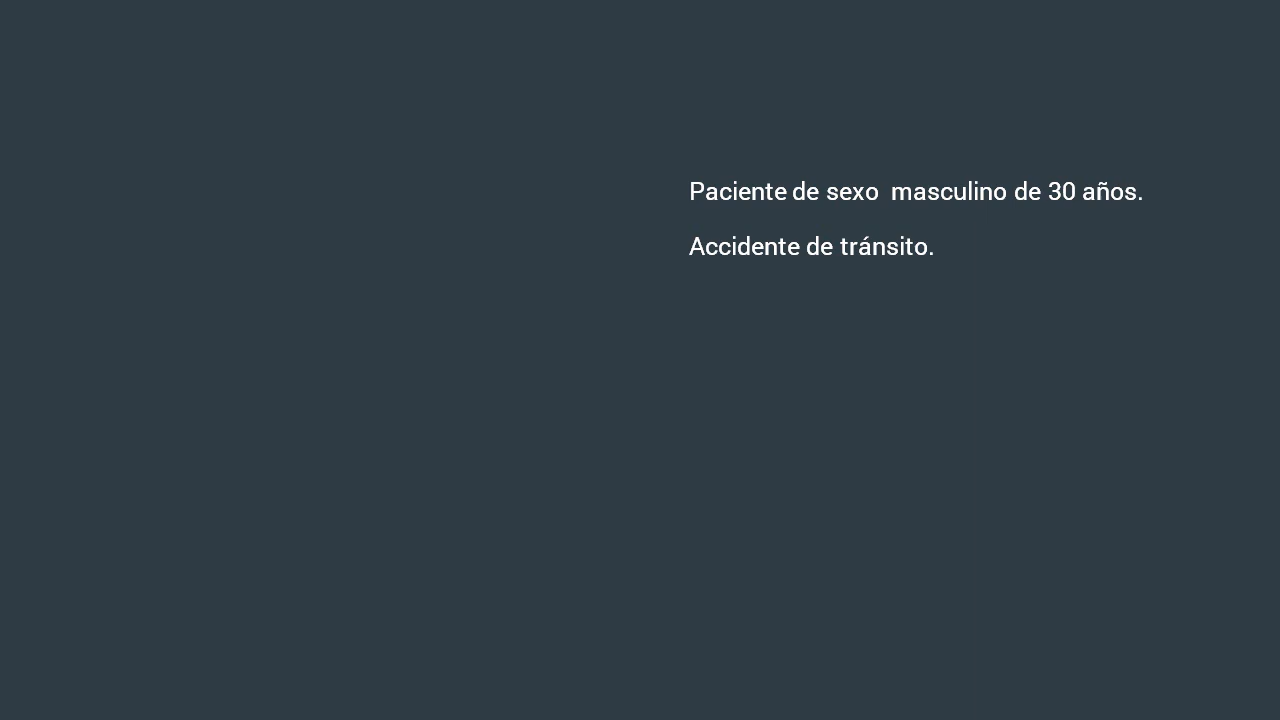 Paciente de sexo  masculino de 30 años.
Accidente de tránsito.